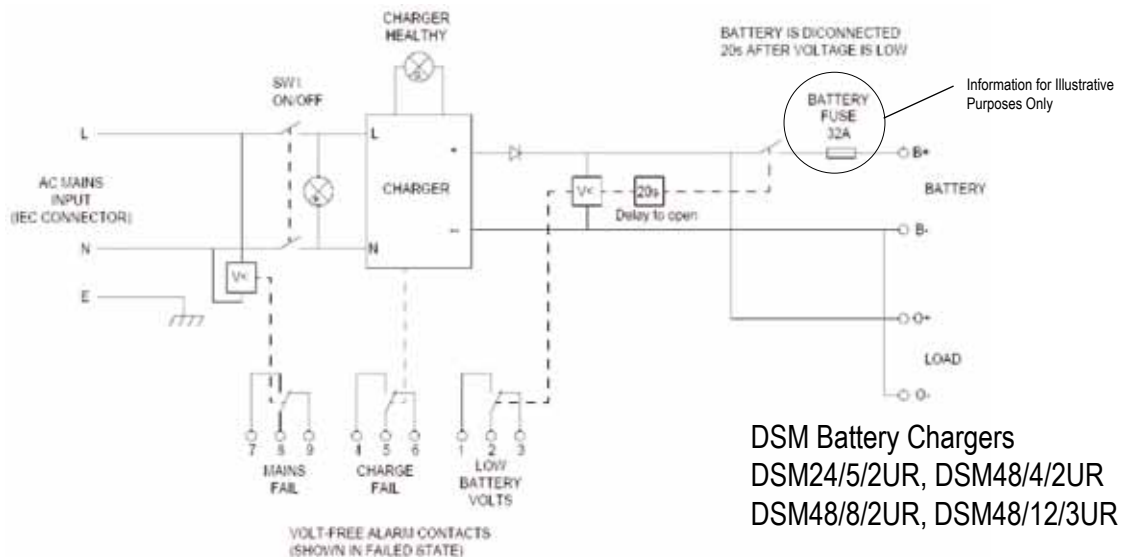 CHARGER
HEALTHY
BATTERY IS DICONNECTED
20s AFTER VOLTAGE IS LOW
Information for Illustrative
Purposes Only
SW1
ON/OFF
BATTERY
FUSE
32A
L
L
+
B+
AC MAINS
INPUT
(IEC CONNECTOR)
CHARGER
V<
20s
Delay to open
BATTERY
N
N
−
B-
V<
E
O+
LOAD
O-
7 8 9
MAINS
FAIL
4 5 6
CHARGE
FAIL
1 2 3
LOW
BATTERY
VOLTS
DSM Battery Chargers
DSM24/5/2UR, DSM48/4/2UR
DSM48/8/2UR, DSM48/12/3UR
VOLT-FREE ALARM CONTACTS
(SHOWN IN FAILED STATE)